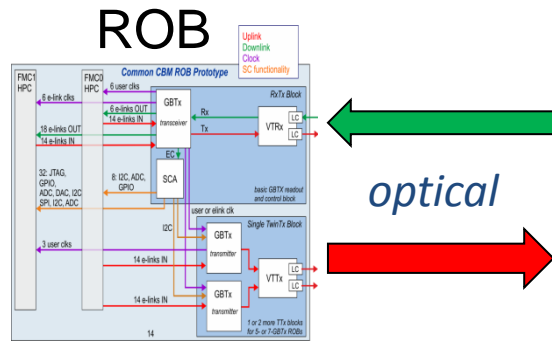 ROB
Uplink
Downlink
Clock
SC functionality
Common CBM ROB Prototype
FMC1
HPC
FMC0
HPC
6 user clks
6 e-link clks
6 e-links OUT
14 e-links IN
18 e-links OUT
14 e-links IN
GBTx
transceiver
Rx
Tx
RxTx Block
VTRx
LC
LC
EC
SCA
32: JTAG,
GPIO,
ADC, DAC, I2C
SPI, I2C, ADC
8: I2C, ADC,
GPIO
basic GBTX readout
and control block
optical
user or elink clk
I2C
Single TwinTx Block
3 user clks
GBTx
transmitter
14 e-links IN
VTTx
LC
LC
GBTx
transmitter
14 e-links IN
1 or 2 more TTx blocks
for 5- or 7-GBTx ROBs
14